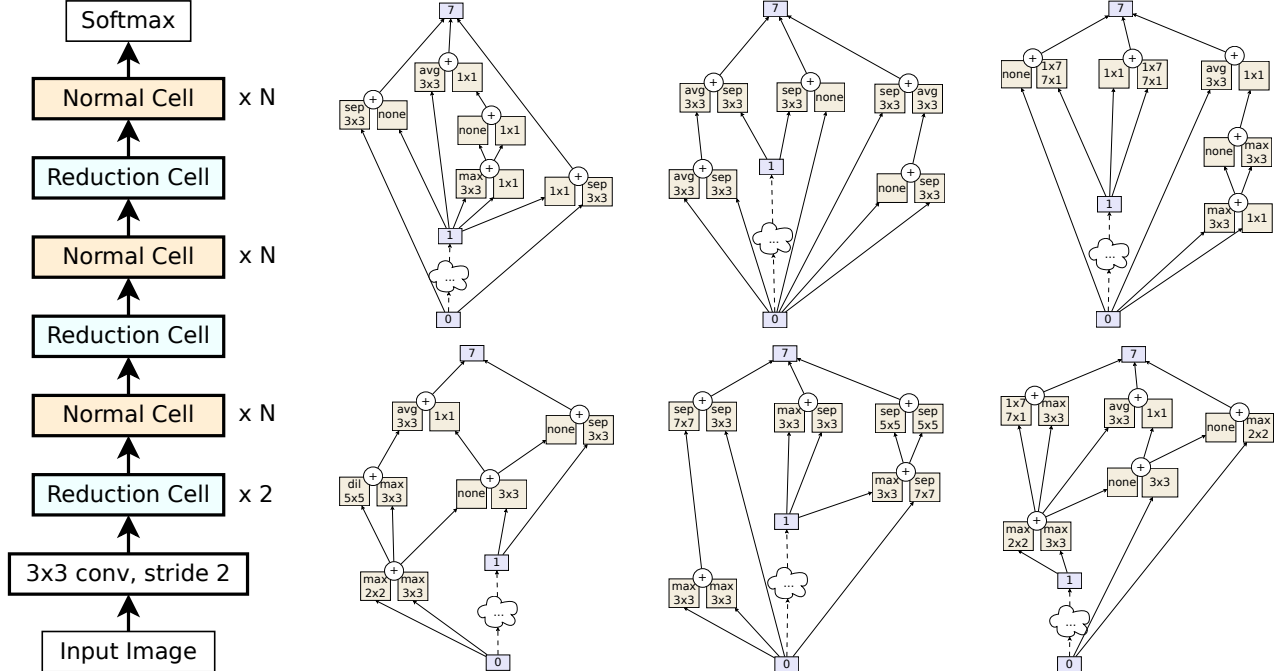 Softmax
Normal Cell x N
Reduction Cell
Normal Cell x N
Reduction Cell
Normal Cell x N
Reduction Cell x 2
3x3 conv, stride 2
Input Image
7
+
avg 1x1
3x3
+
sep none
3x3
+
none 1x1
+
max 1x1
3x3
+
1x1 sep
3x3
1
...
0
7
+ + +
avg sep sep none sep avg
3x3 3x3 3x3 3x3 3x3
1
+ +
avg sep none sep
3x3 3x3 3x3
...
0
7
+ + +
none 1x7 1x1 1x7 avg 1x1
7x1 7x1 3x3
+
none max
3x3
+
max 1x1
3x3
1
...
0
7
+ +
avg 1x1 none sep
3x3 3x3
+ +
dil max none 3x3
5x5 3x3
1
+
max max
2x2 3x3
...
0
7
+ + +
sep sep max sep sep sep
7x7 3x3 3x3 3x3 5x5 5x5
+
max sep
3x3 7x7
1
+
max max
3x3 3x3
...
0
7
+ + +
1x7 max avg 1x1 none max
7x1 3x3 3x3 2x2
+
none 3x3
+
max max
2x2 3x3
1
...
0